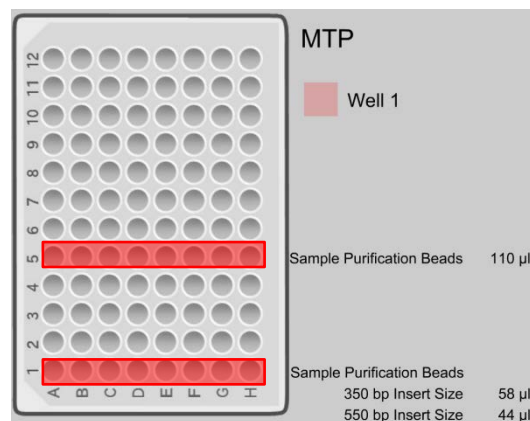 MTP
Well 1
12
11
10
9
8
7
6
5 Sample Purification Beads 110 µl
4
3
2
1 Sample Purification Beads
350 bp Insert Size 58 µl
A B C D E F G H
550 bp Insert Size 44 µl